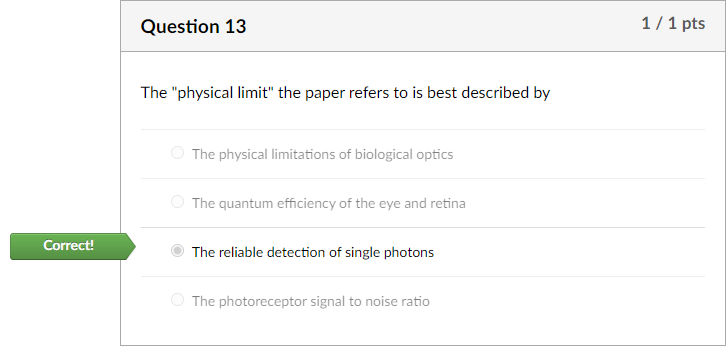 Question 13
1 / 1 pts
The "physical limit" the paper refers to is best described by
The physical limitations of biological optics
The quantum efficiency of the eye and retina
Correct!
The reliable detection of single photons
The photoreceptor signal to noise ratio